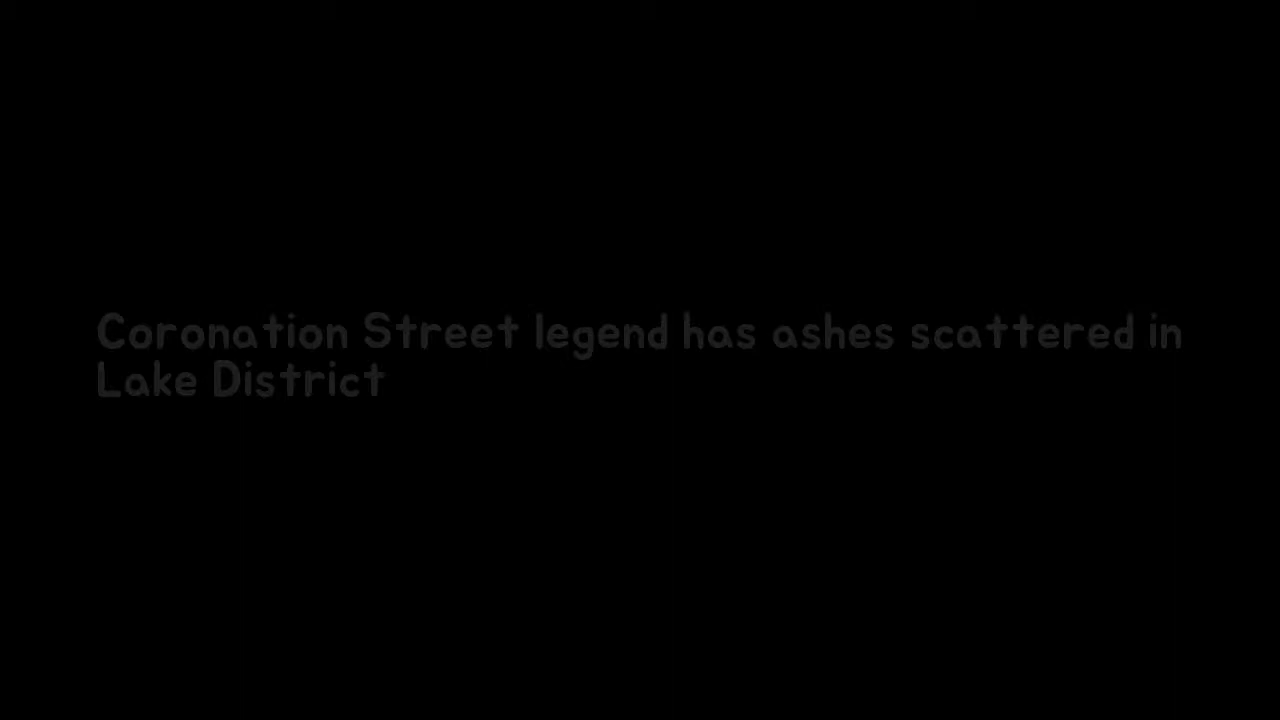 Coronation Street legend has ashes scattered in
Lake District